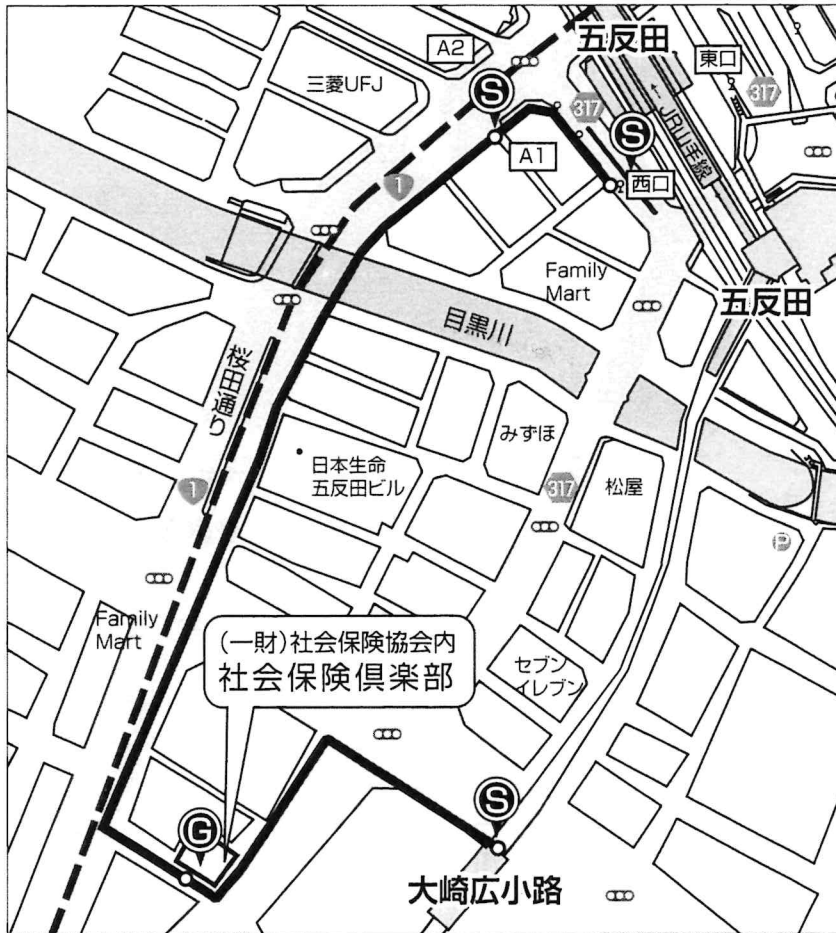 五反田
A2
東口
三菱UFJ
S
317
317
JR山手線
S
A1
1
西口
Family
Mart
五反田
目黒川
桜田通り
みずほ
日本生命
五反田ビル
1
317
松屋
P
Family
Mart
(一財)社会保険協会内
社会保険倶楽部
セブン
イレブン
S
G
大崎広小路